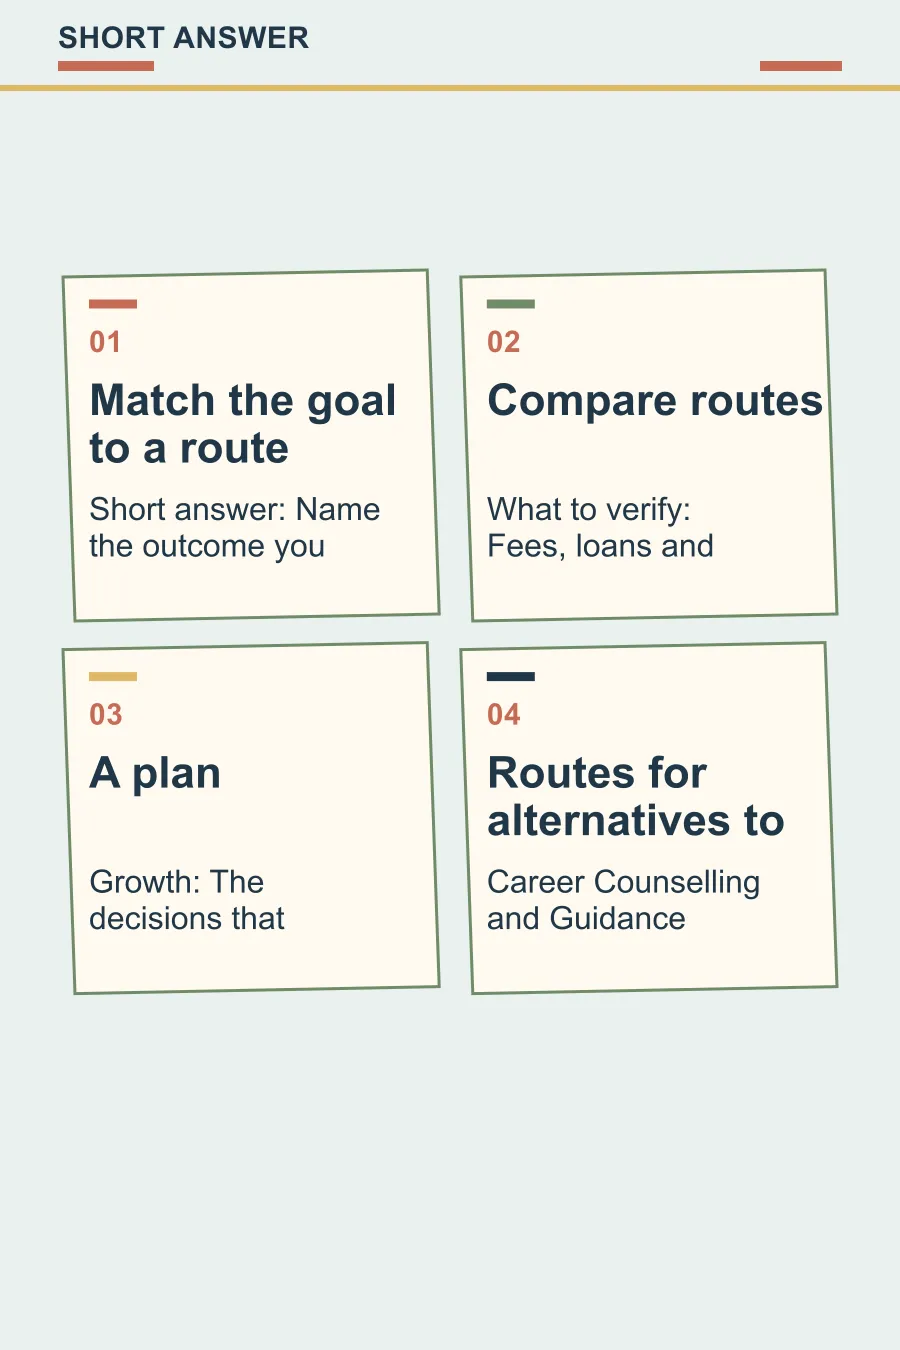 SHORT ANSWER
01
Match the goal
to a route
Short answer: Name
the outcome you
02
Compare routes
What to verify:
Fees, loans and
03
A plan
Growth: The
decisions that
04
Routes for
alternatives to
Career Counselling
and Guidance